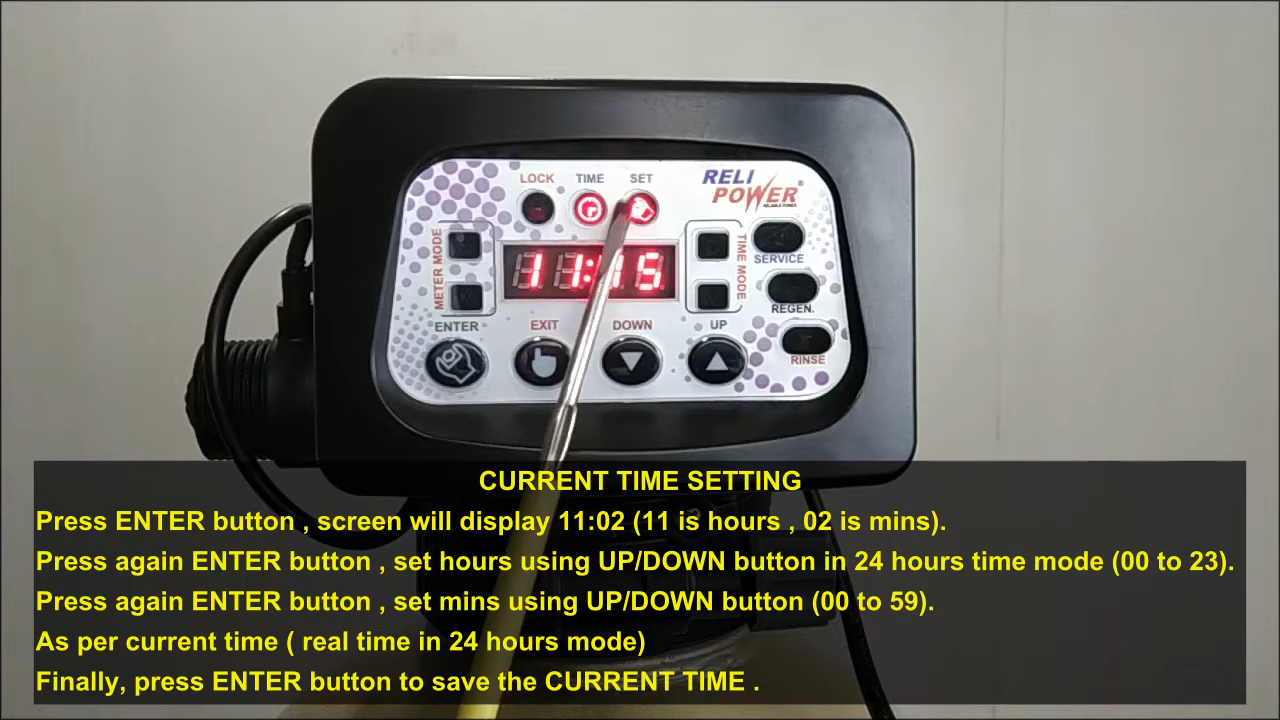 LOCK TIME SET
RELI
POWER
RELIABLE POWER
METER MODE
TIME MODE
SERVICE
REGEN.
RINSE
ENTER EXIT DOWN UP
CURRENT TIME SETTING
Press ENTER button , screen will display 11:02 (11 is hours , 02 is mins).
Press again ENTER button , set hours using UP/DOWN button in 24 hours time mode (00 to 23).
Press again ENTER button , set mins using UP/DOWN button (00 to 59).
As per current time ( real time in 24 hours mode)
Finally, press ENTER button to save the CURRENT TIME .